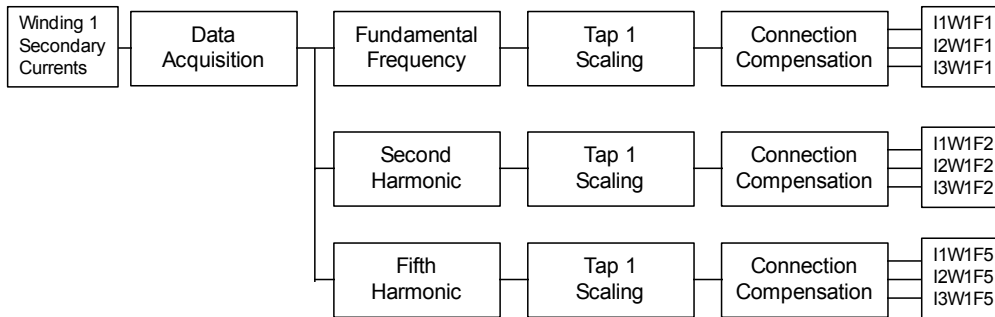 Winding 1
Secondary
Currents
Data
Acquisition
Fundamental
Frequency
Tap 1
Scaling
Connection
Compensation
I1W1F1
I2W1F1
I3W1F1
Second
Harmonic
Tap 1
Scaling
Connection
Compensation
I1W1F2
I2W1F2
I3W1F2
Fifth
Harmonic
Tap 1
Scaling
Connection
Compensation
I1W1F5
I2W1F5
I3W1F5